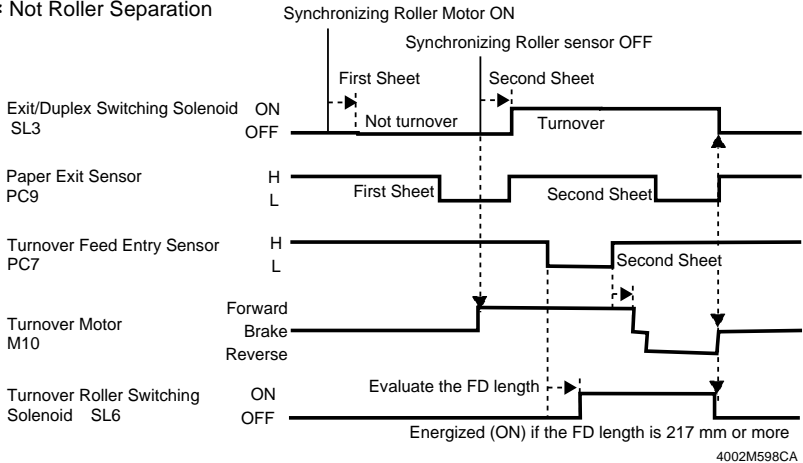 Not Roller Separation
Synchronizing Roller Motor ON
Synchronizing Roller sensor OFF
First Sheet
Second Sheet
Exit/Duplex Switching Solenoid
SL3
ON
OFF
Not turnover
Turnover
Paper Exit Sensor
PC9
H
L
First Sheet
Second Sheet
Turnover Feed Entry Sensor
PC7
H
L
Second Sheet
Turnover Motor
M10
Forward
Brake
Reverse
Turnover Roller Switching
Solenoid SL6
ON
OFF
Evaluate the FD length
Energized (ON) if the FD length is 217 mm or more
4002M598CA